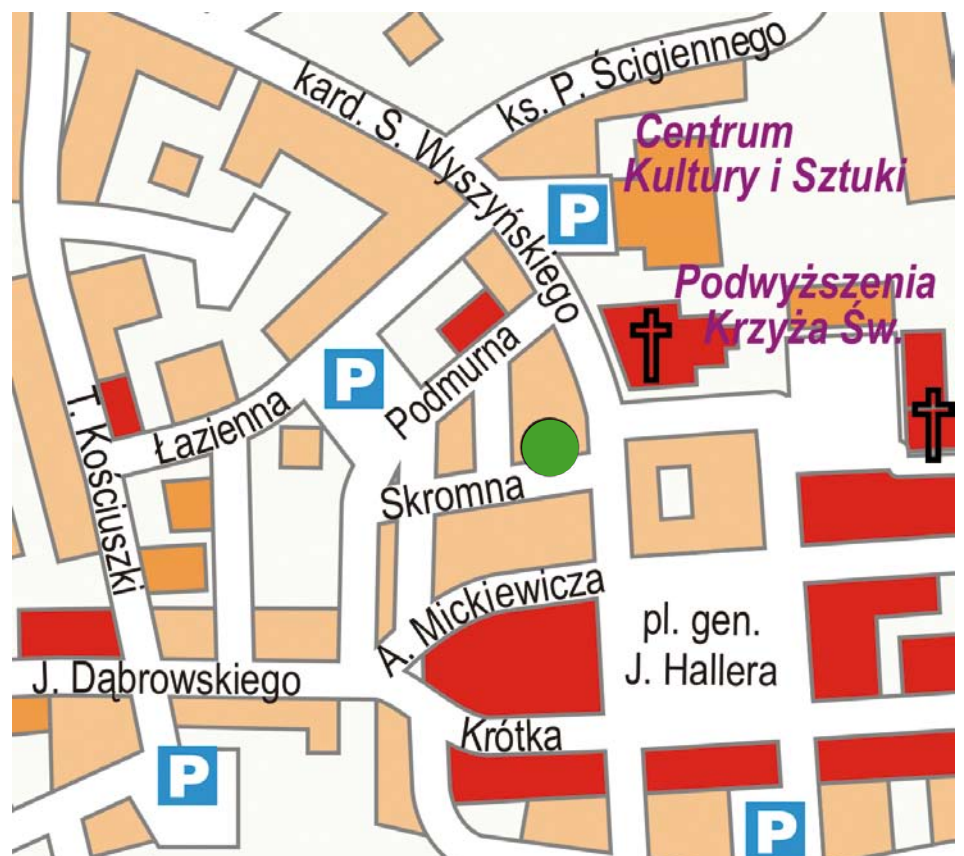 kard. S. Wyszyńskiego
ks. P. Ściegiennego
Centrum
Kultury i Sztuki
P
Podwyższenia
Krzyża Św.
P
Podmurna
Łazienna
T. Kościuszki
Skromna
A. Mickiewicza
pl. gen.
J. Hallera
J. Dąbrowskiego
Krótka
P
P